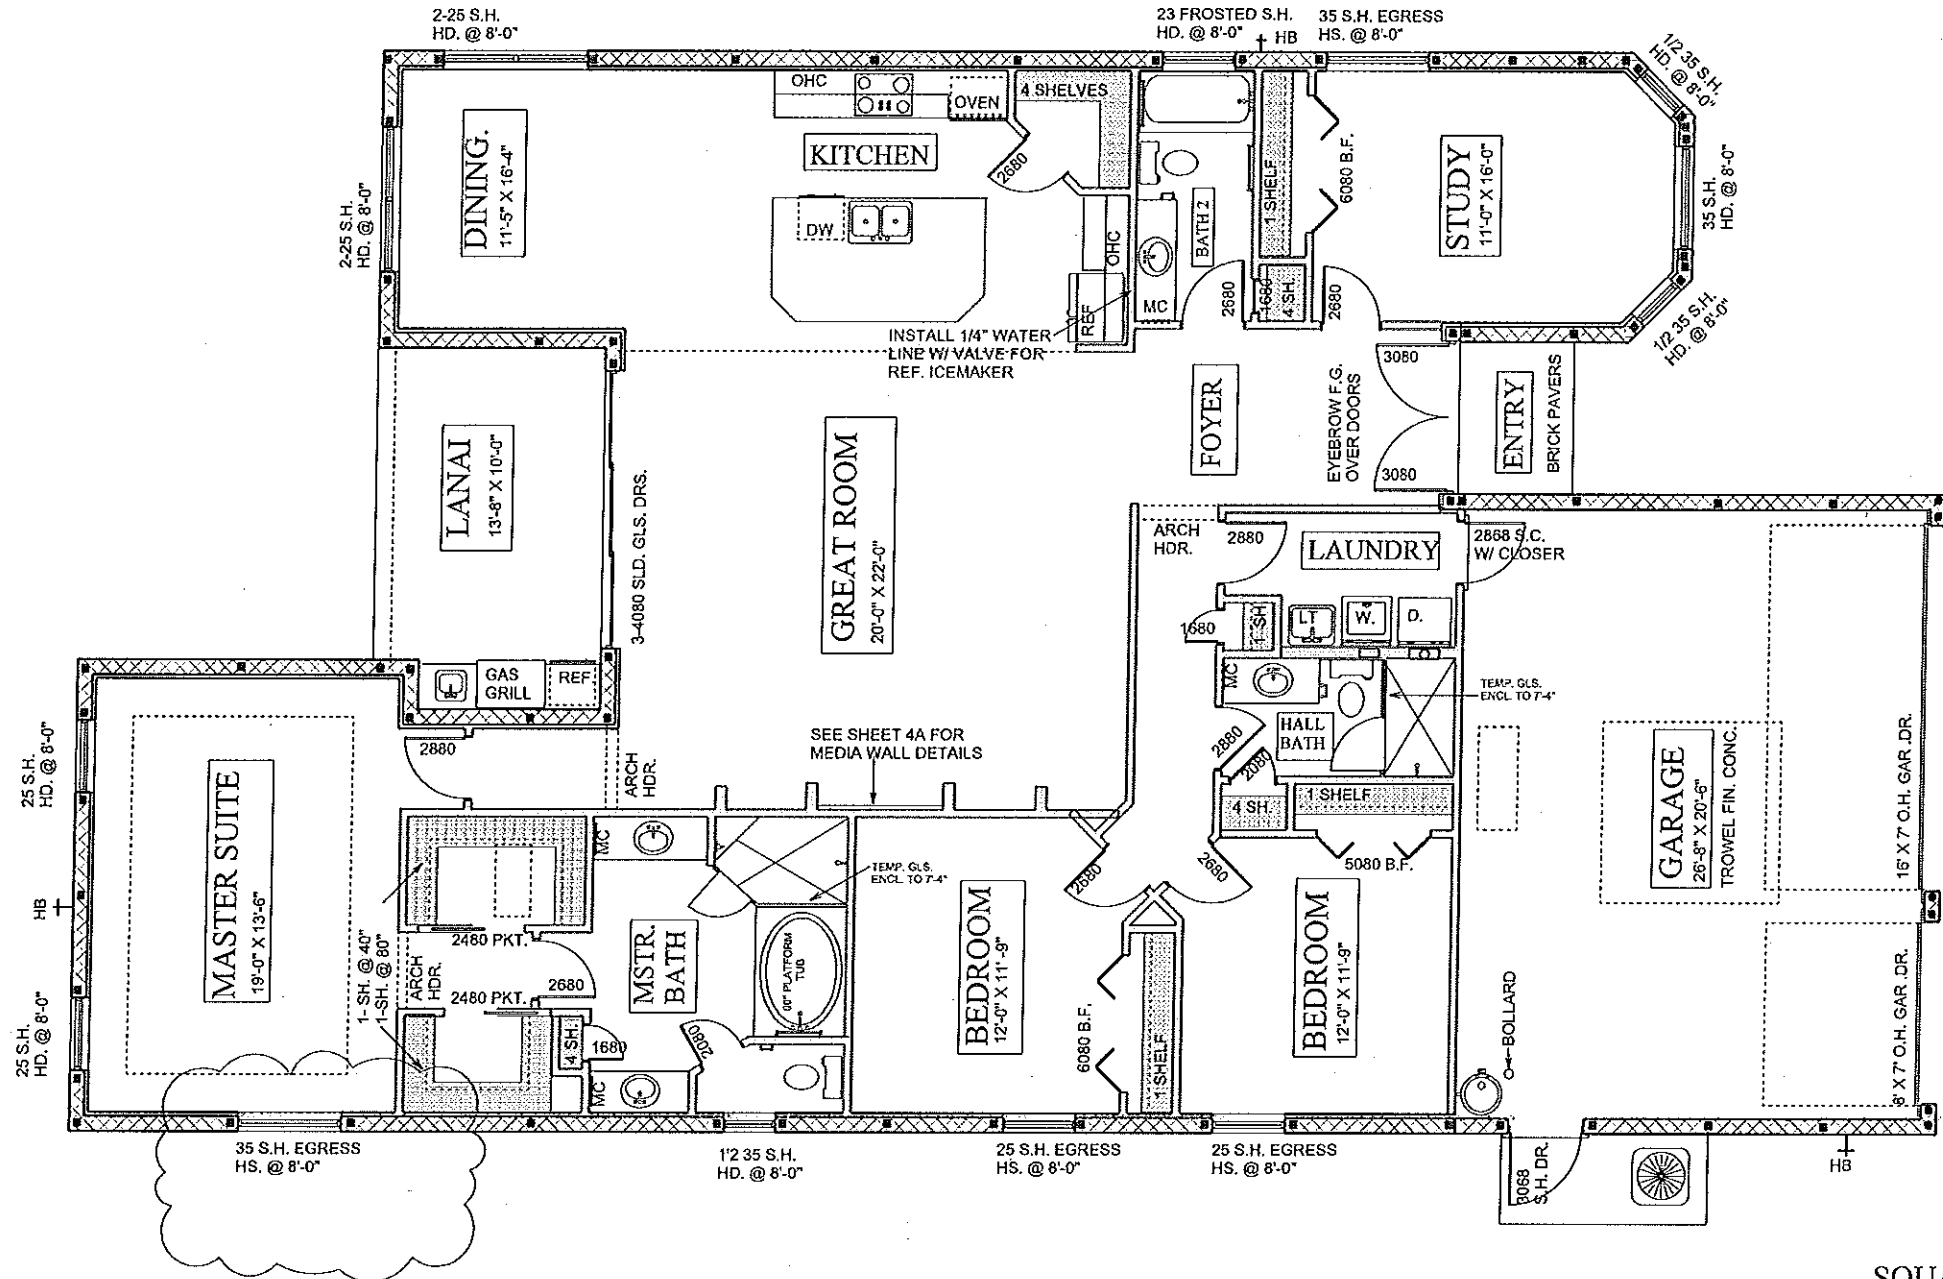 2-25 S.H.
HD. @ 8'-0"
23 FROSTED S.H.
HD. @ 8'-0"
HB
35 S.H. EGRESS
HS. @ 8'-0"
1/2 35 S.H.
HD. @ 8'-0"
OHC
OVEN
4 SHELVES
KITCHEN
2680
DINING.
11'-5" X 16'-4"
2-25 S.H.
HD. @ 8'-0"
DW
OHC
REF
BATH 2
MC
1 SHELF
6080 B.F.
STUDY
11'-0" X 16'-0"
35 S.H.
HD. @ 8'-0"
2680
1680
4 SH.
2680
1/2 35 S.H.
HD. @ 8'-0"
INSTALL 1/4" WATER
LINE W/ VALVE FOR
REF. ICEMAKER
FOYER
EYEBROW F.G.
OVER DOORS
3080
3080
ENTRY
BRICK PAVERS
LANAI
13'-8" X 10'-0"
3-4080 SLD. GLS. DRS.
GREAT ROOM
20'-0" X 22'-0"
ARCH
HDR.
2880
LAUNDRY
2868 S.C.
W/ CLOSER
1680
1 SH
LT
W.
D.
GAS
GRILL
REF
MC
TEMP. GLS.
ENCL. TO 7'-4"
HALL
BATH
2880
2080
SEE SHEET 4A FOR
MEDIA WALL DETAILS
2880
ARCH
HDR.
25 S.H.
HD. @ 8'-0"
MASTER SUITE
19'-0" X 13'-6"
HB
25 S.H.
HD. @ 8'-0"
4 SH.
1 SHELF
5080 B.F.
GARAGE
26'-8" X 20'-6"
TROWEL FIN. CONC.
16' X 7' O.H. GAR .DR.
MC
TEMP. GLS.
ENCL. TO 7'-4"
2680
2680
2480 PKT.
ARCH
HDR.
2480 PKT.
1-SH. @ 40"
1-SH. @ 80"
2680
MSTR.
BATH
PLATFORM
TUB
BEDROOM
12'-0" X 11'-9"
6080 B.F.
1 SHELF
BEDROOM
12'-0" X 11'-9"
4 SH.
1680
2080
MC
BOLLARD
8' X 7' O.H. GAR .DR.
35 S.H. EGRESS
HS. @ 8'-0"
1'2 35 S.H.
HD. @ 8'-0"
25 S.H. EGRESS
HS. @ 8'-0"
25 S.H. EGRESS
HS. @ 8'-0"
3068
S.H. DR.
HB